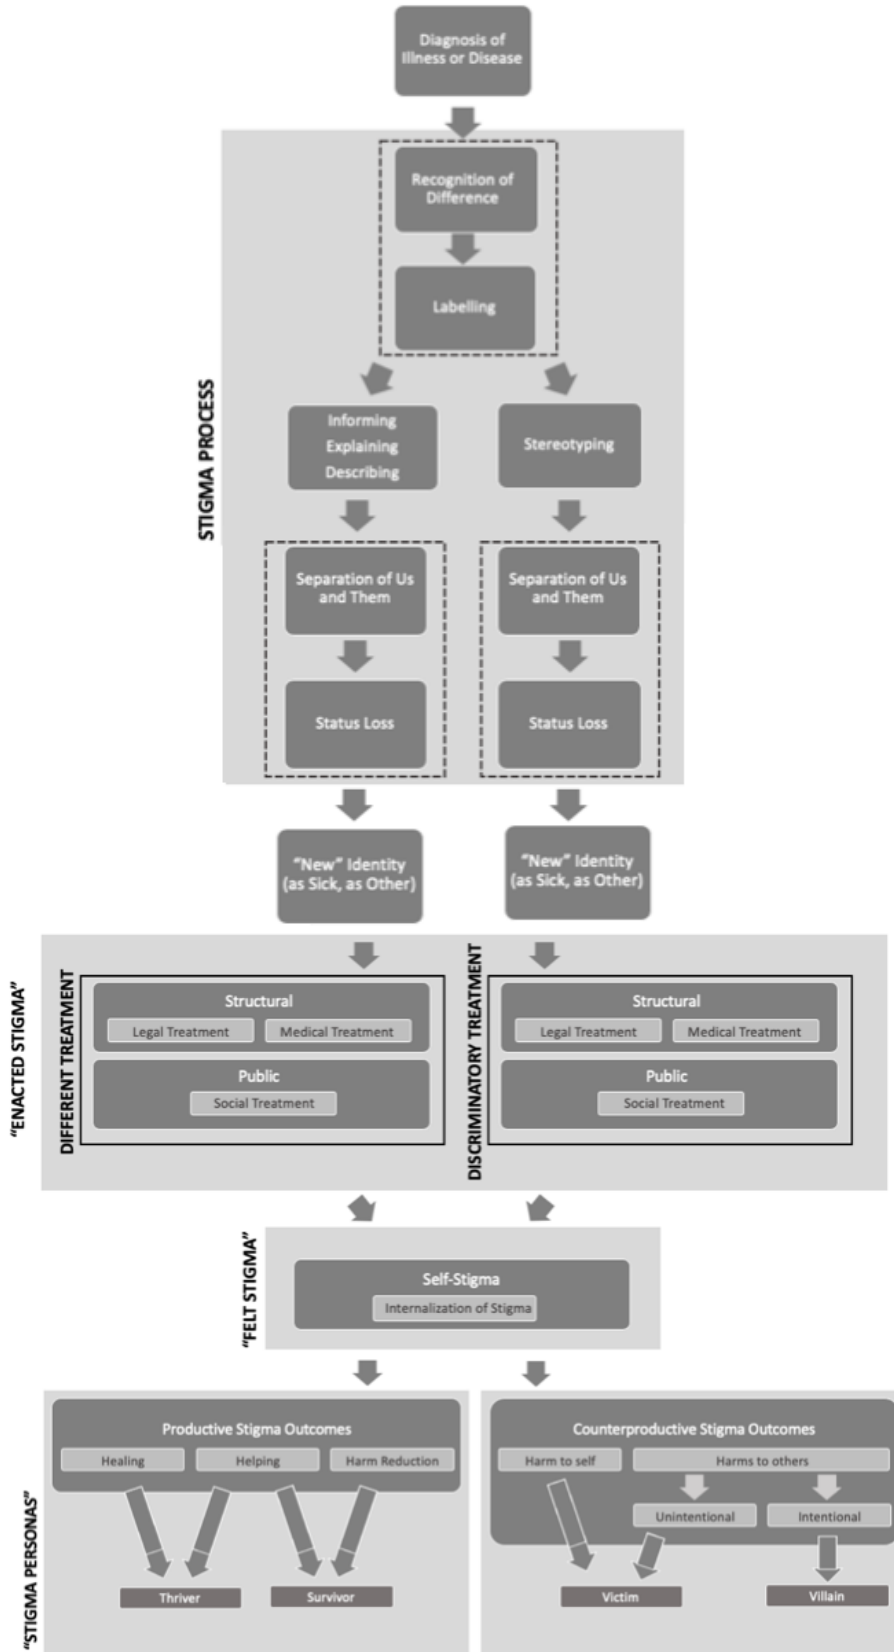 Diagnosis of
Illness or Disease
STIGMA PROCESS
Recognition of
Difference
Labelling
Informing
Explaining
Describing
Stereotyping
Separation of Us
and Them
Separation of Us
and Them
Status Loss
Status Loss
“New” Identity
(as Sick, as Other)
“New” Identity
(as Sick, as Other)
“ENACTED STIGMA”
DIFFERENT TREATMENT
Structural
Legal Treatment
Medical Treatment
Public
Social Treatment
DISCRIMINATORY TREATMENT
Structural
Legal Treatment
Medical Treatment
Public
Social Treatment
“FELT STIGMA”
Self-Stigma
Internalization of Stigma
“STIGMA PERSONAS”
Productive Stigma Outcomes
Healing
Helping
Harm Reduction
Thriver
Survivor
Counterproductive Stigma Outcomes
Harm to self
Harms to others
Unintentional
Intentional
Victim
Villain